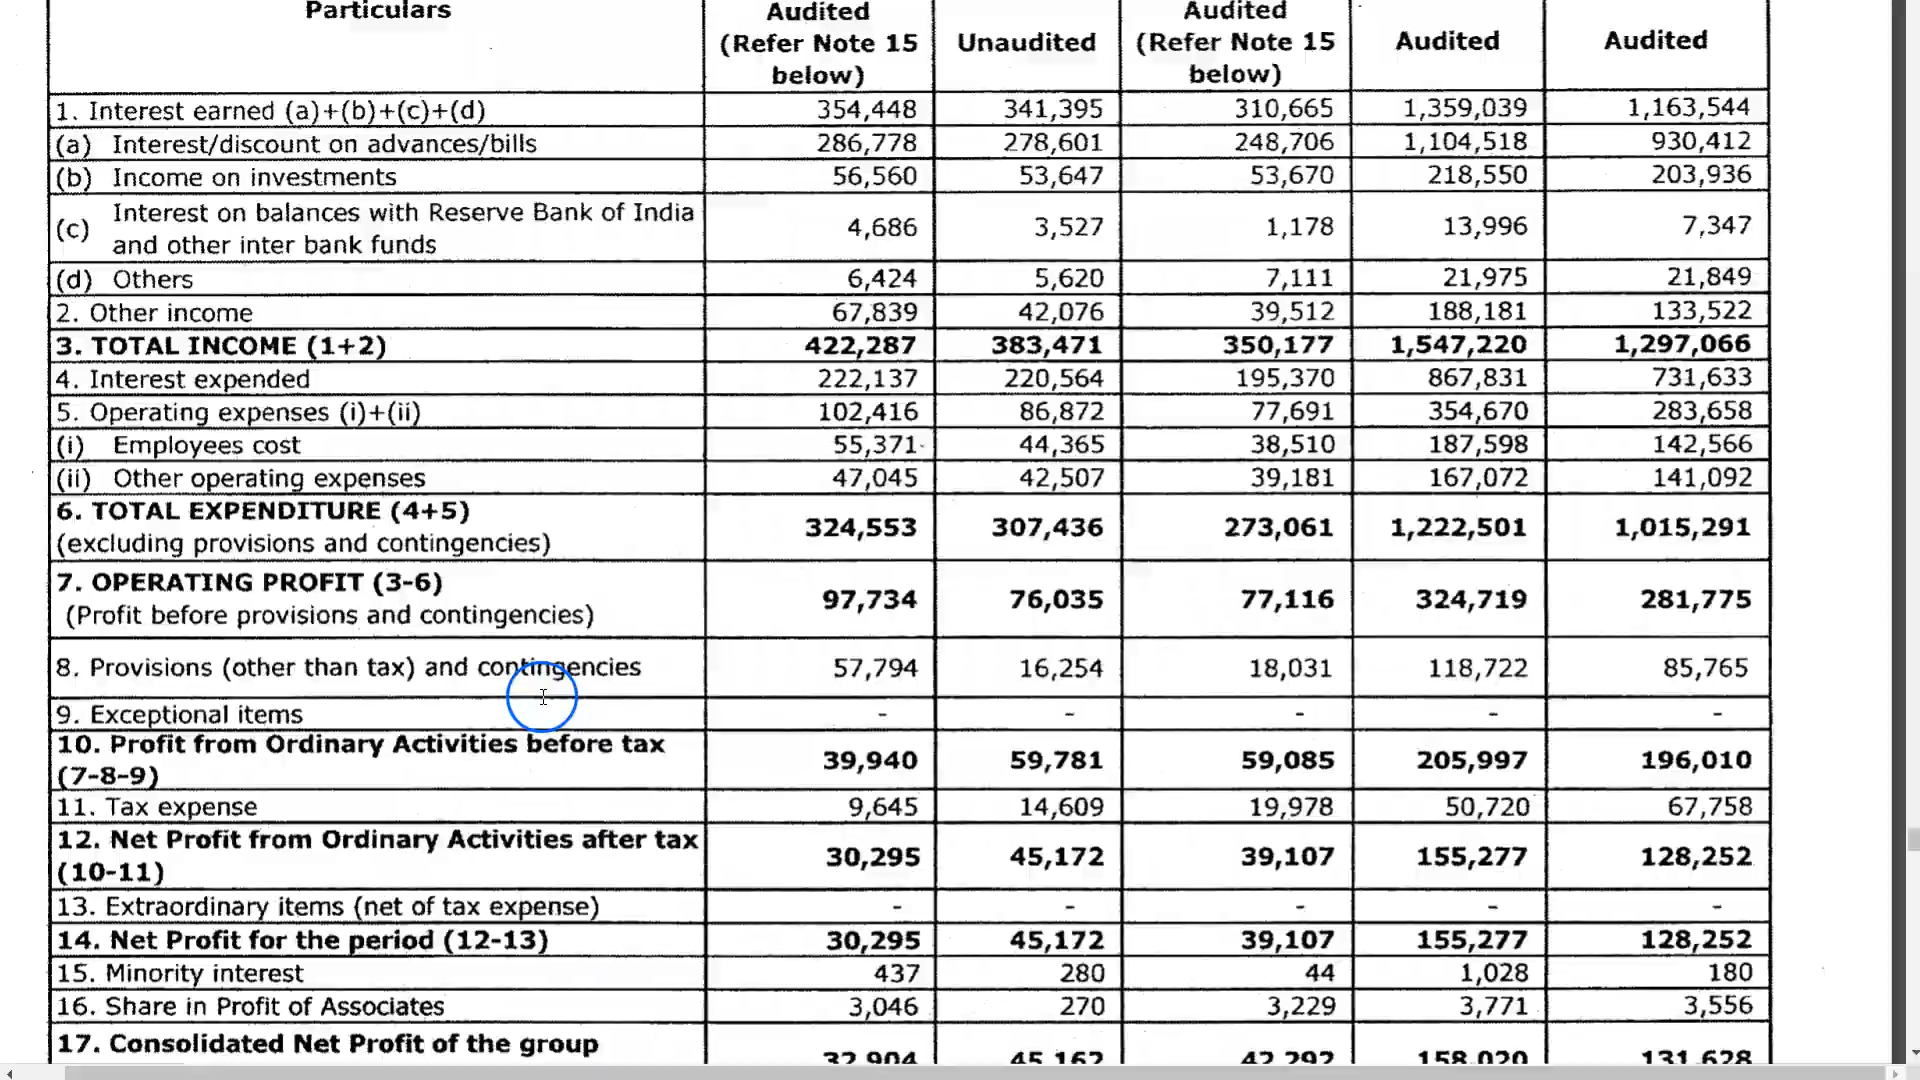 Particulars Audited (Refer Note 15 below) Unaudited Audited (Refer Note 15 below) Audited Audited
1. Interest earned (a)+(b)+(c)+(d) 354,448 341,395 310,665 1,359,039 1,163,544
(a) Interest/discount on advances/bills 286,778 278,601 248,706 1,104,518 930,412
(b) Income on investments 56,560 53,647 53,670 218,550 203,936
(c) Interest on balances with Reserve Bank of India
and other inter bank funds 4,686 3,527 1,178 13,996 7,347
(d) Others 6,424 5,620 7,111 21,975 21,849
2. Other income 67,839 42,076 39,512 188,181 133,522
3. TOTAL INCOME (1+2) 422,287 383,471 350,177 1,547,220 1,297,066
4. Interest expended 222,137 220,564 195,370 867,831 731,633
5. Operating expenses (i)+(ii) 102,416 86,872 77,691 354,670 283,658
(i) Employees cost 55,371 44,365 38,510 187,598 142,566
(ii) Other operating expenses 47,045 42,507 39,181 167,072 141,092
6. TOTAL EXPENDITURE (4+5)
(excluding provisions and contingencies) 324,553 307,436 273,061 1,222,501 1,015,291
7. OPERATING PROFIT (3-6)
(Profit before provisions and contingencies) 97,734 76,035 77,116 324,719 281,775
8. Provisions (other than tax) and contingencies 57,794 16,254 18,031 118,722 85,765
9. Exceptional items - - - - -
10. Profit from Ordinary Activities before tax
(7-8-9) 39,940 59,781 59,085 205,997 196,010
11. Tax expense 9,645 14,609 19,978 50,720 67,758
12. Net Profit from Ordinary Activities after tax
(10-11) 30,295 45,172 39,107 155,277 128,252
13. Extraordinary items (net of tax expense) - - - - -
14. Net Profit for the period (12-13) 30,295 45,172 39,107 155,277 128,252
15. Minority interest 437 280 44 1,028 180
16. Share in Profit of Associates 3,046 270 3,229 3,771 3,556
17. Consolidated Net Profit of the group 32,904 45,162 42,292 158,020 131,628